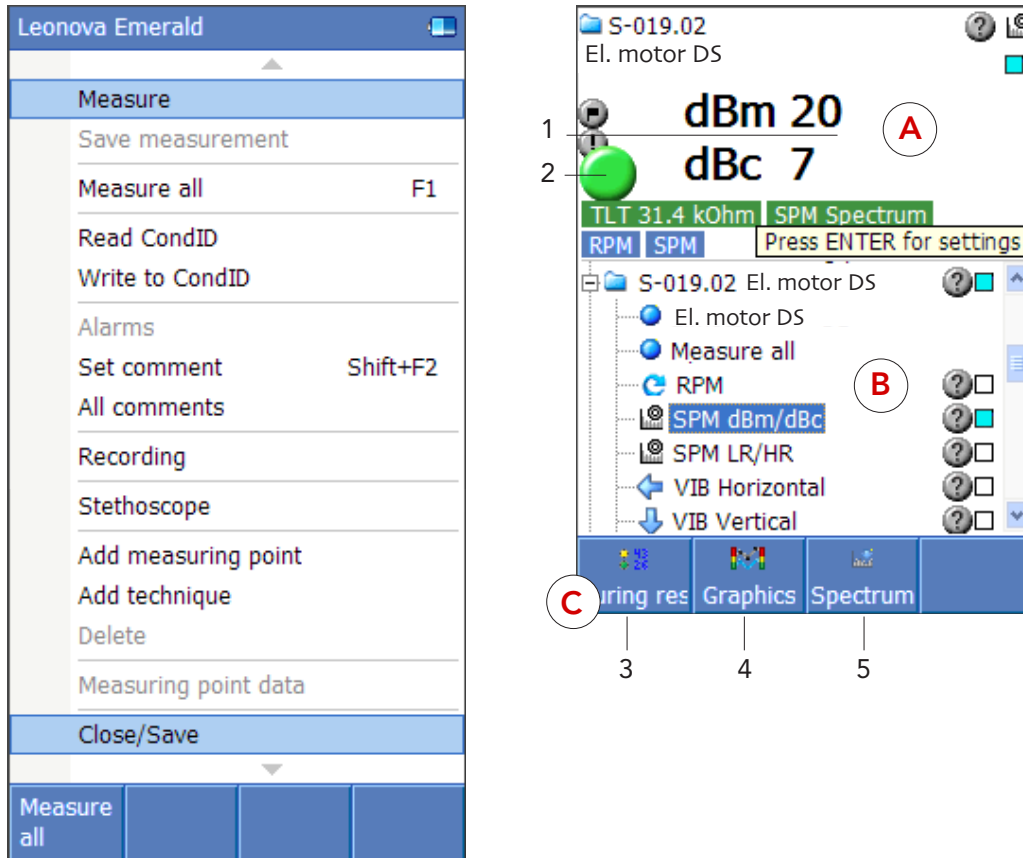 Leonova Emerald
Measure
Save measurement
Measure all F1
Read CondID
Write to CondID
Alarms
Set comment Shift+F2
All comments
Recording
Stethoscope
Add measuring point
Add technique
Delete
Measuring point data
Close/Save
Measure
all
S-019.02
El. motor DS
1
dBm 20
A
2
dBc 7
TLT 31.4 kOhm SPM Spectrum
RPM SPM Press ENTER for settings
S-019.02 El. motor DS
El. motor DS
Measure all
RPM
B
SPM dBm/dBc
SPM LR/HR
VIB Horizontal
VIB Vertical
C
uring res Graphics Spectrum
3 4 5